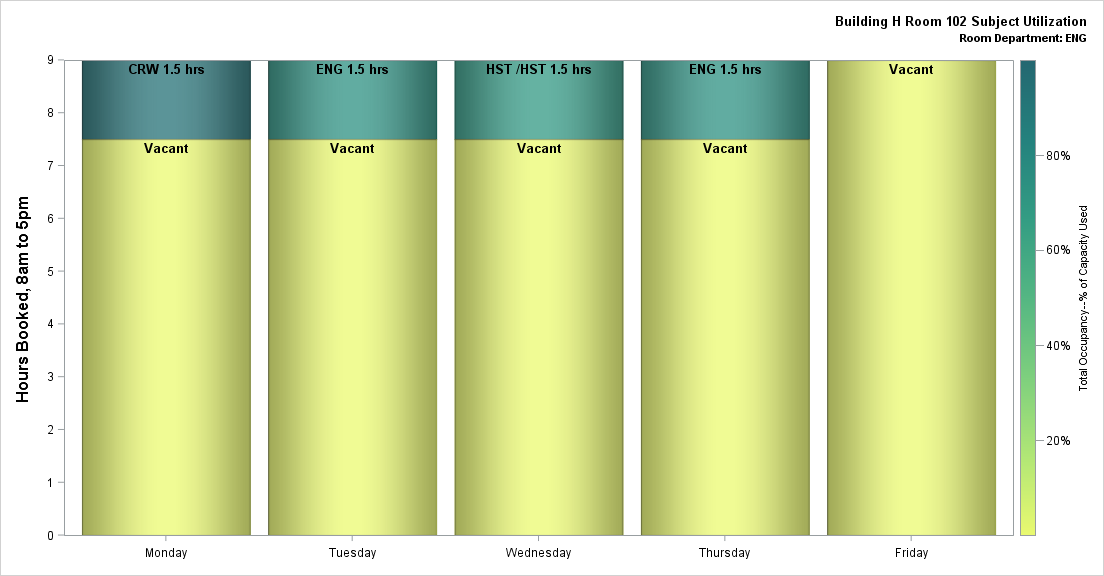 Building H Room 102 Subject Utilization
Room Department: ENG
Hours Booked, 8am to 5pm
9
8
7
6
5
4
3
2
1
0
CRW 1.5 hrs
ENG 1.5 hrs
HST /HST 1.5 hrs
ENG 1.5 hrs
Vacant
Vacant
Vacant
Vacant
Vacant
Monday
Tuesday
Wednesday
Thursday
Friday
80%
60%
40%
20%
Total Occupancy--% of Capacity Used